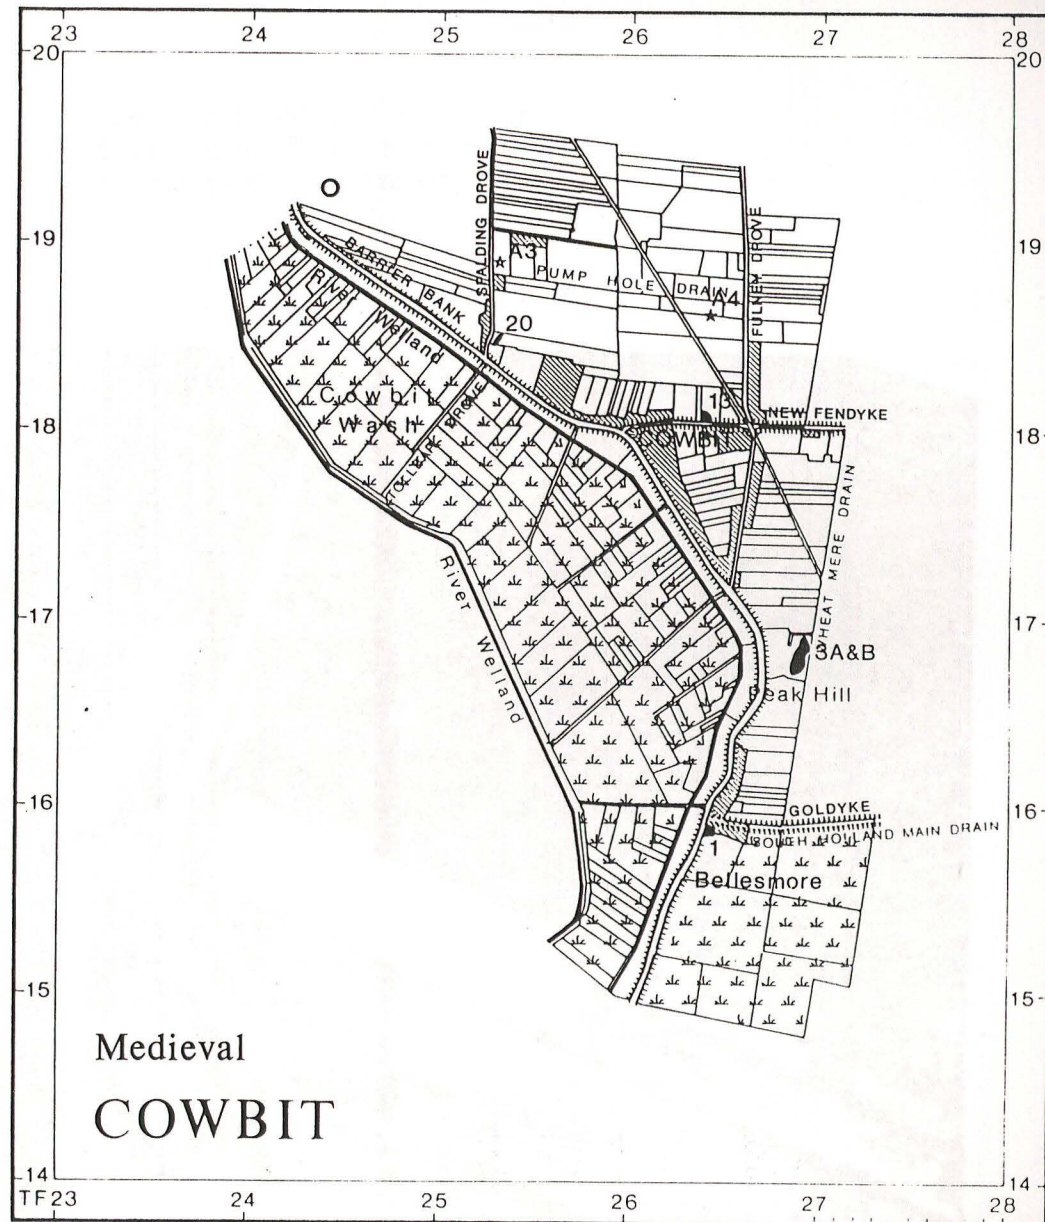 23 24 25 26 27 28
20 20
O
19 19
SPALDING DROVE
FULNEY DROVE
BARRIER BANK
A3
PUMP HOLE DRAIN
A4
River Welland
20
Cowbit
Wash
TOLLBAR DROVE
13
NEW FENDYKE
18 18
COWBIT
WHEAT MERE DRAIN
River Welland
17 17
3A&B
Peak Hill
16 16
GOLDYKE
SOUTH HOLLAND MAIN DRAIN
1
Bellesmore
15 15
Medieval
COWBIT
14 14
TF23 24 25 26 27 28